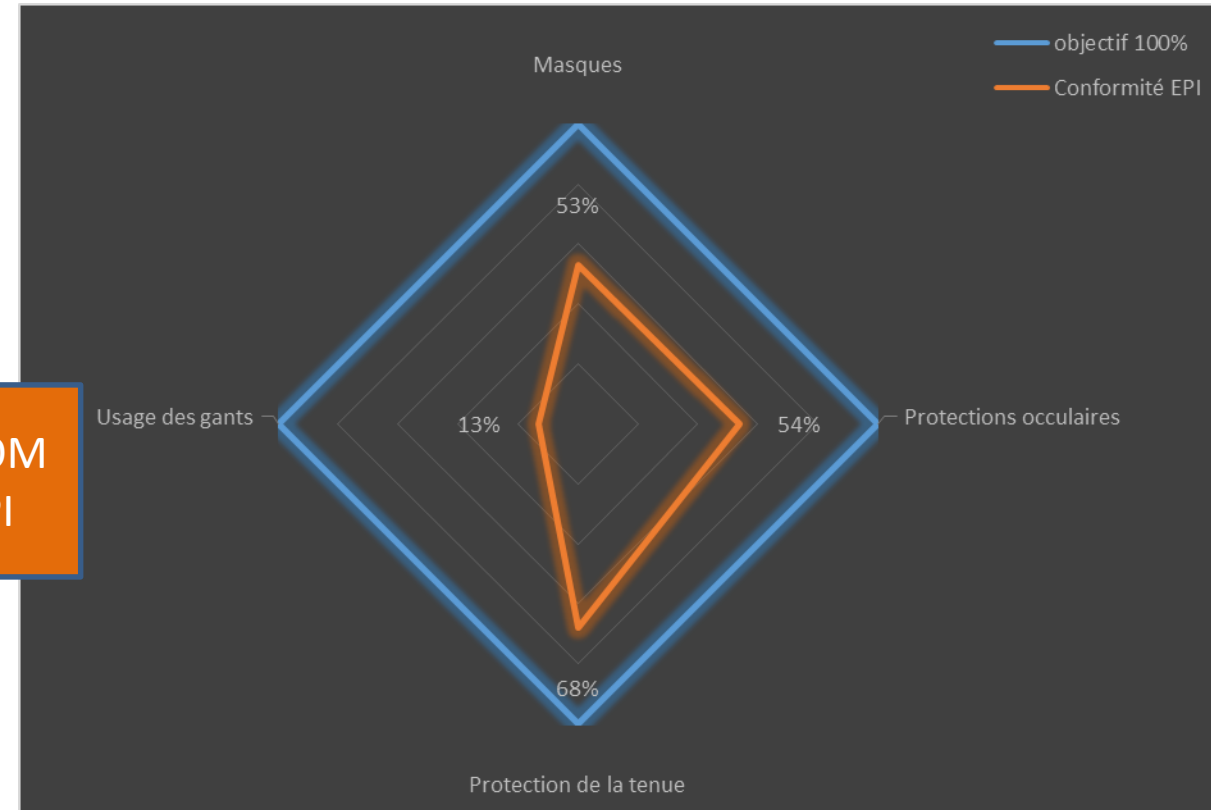 objectif 100%
Conformité EPI
Masques
53%
Usage des gants
13%
54%
Protections occulaires
68%
Protection de la tenue